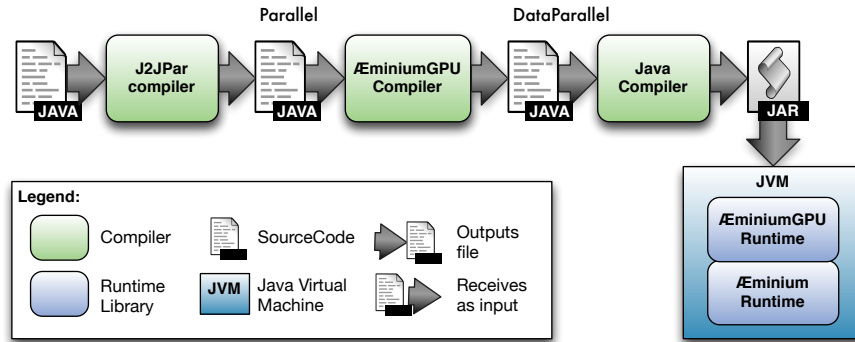 Parallel
DataParallel
J2JPar
compiler
ÆminiumGPU
Compiler
Java
Compiler
JAVA
JAVA
JAVA
JAR
JVM
ÆminiumGPU
Runtime
Æminium
Runtime
Legend:
Compiler
SourceCode
Outputs
file
Runtime
Library
JVM
Java Virtual
Machine
Receives
as input